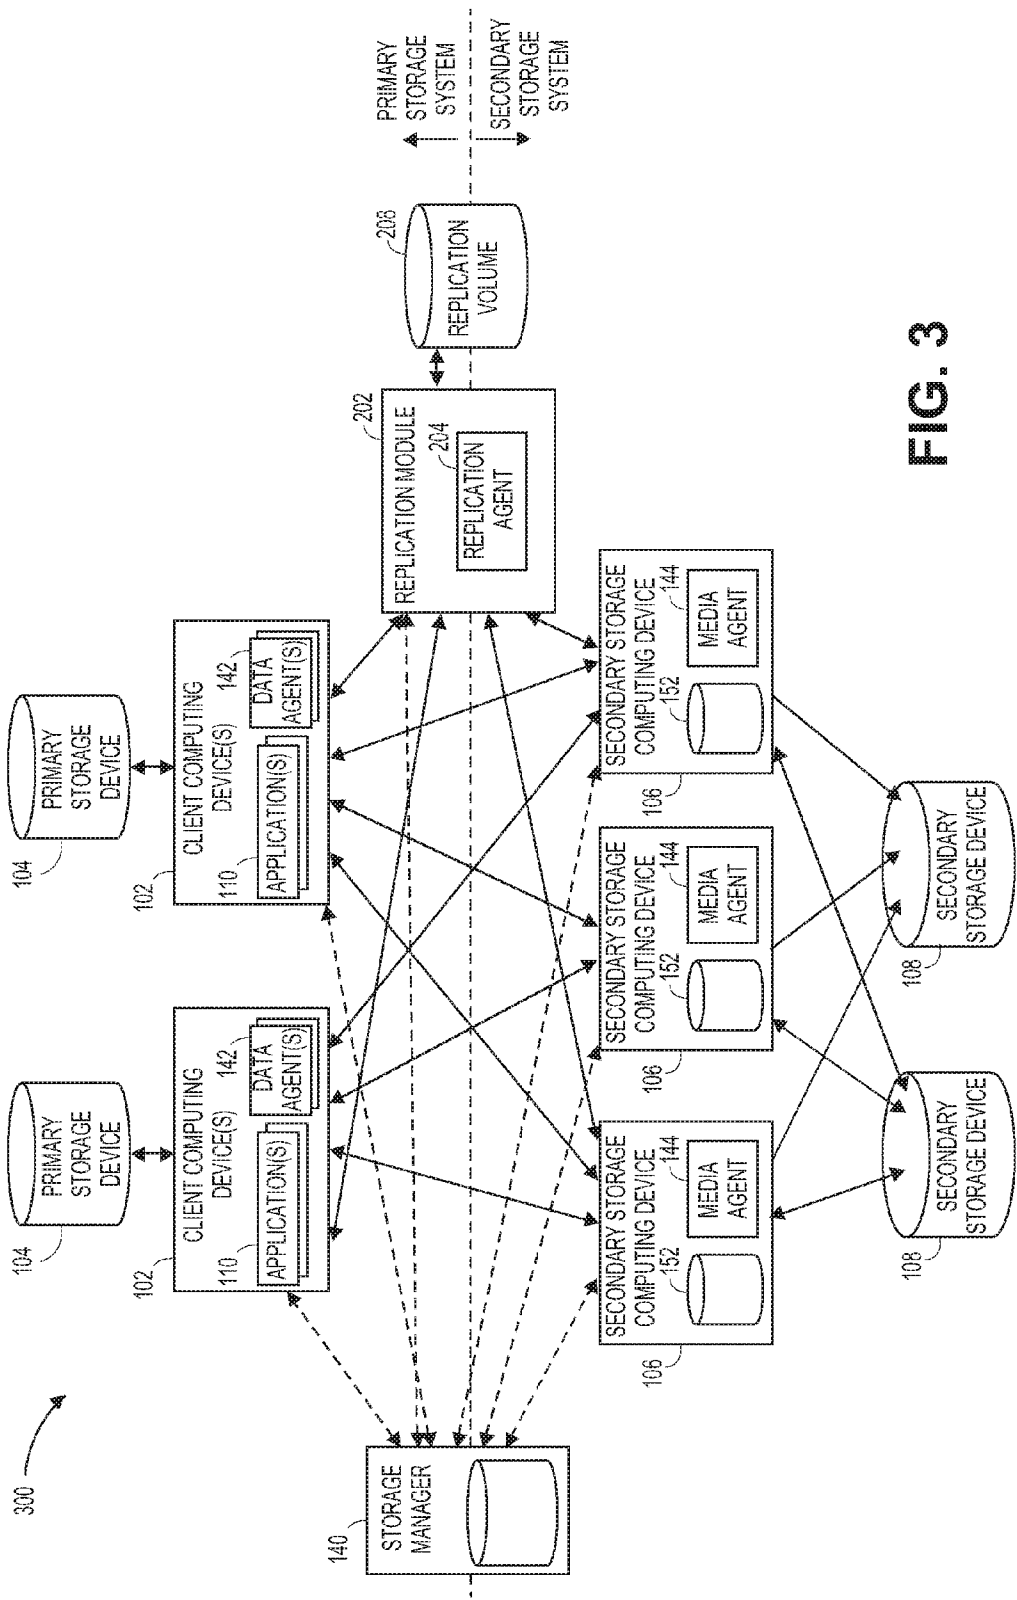 300
104
PRIMARY
STORAGE
DEVICE
104
PRIMARY
STORAGE
DEVICE
102
CLIENT COMPUTING
DEVICE(S)
110
APPLICATION(S)
142
DATA
AGENT(S)
102
CLIENT COMPUTING
DEVICE(S)
110
APPLICATION(S)
142
DATA
AGENT(S)
PRIMARY
STORAGE
SYSTEM
SECONDARY
STORAGE
SYSTEM
140
STORAGE
MANAGER
202
REPLICATION MODULE
204
REPLICATION
AGENT
208
REPLICATION
VOLUME
106
SECONDARY STORAGE
COMPUTING DEVICE
152
144
MEDIA
AGENT
106
SECONDARY STORAGE
COMPUTING DEVICE
152
144
MEDIA
AGENT
106
SECONDARY STORAGE
COMPUTING DEVICE
152
144
MEDIA
AGENT
108
SECONDARY
STORAGE DEVICE
108
SECONDARY
STORAGE DEVICE
FIG. 3